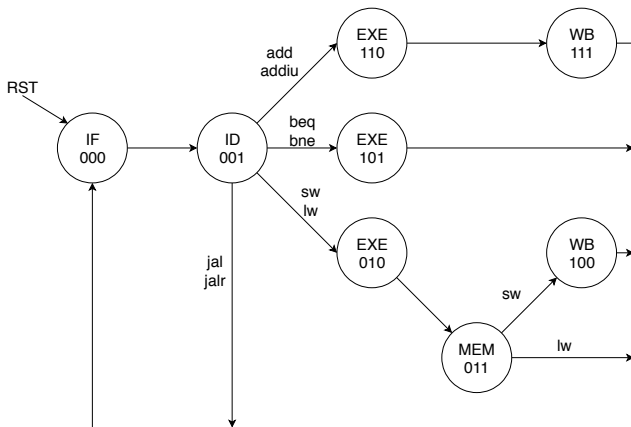 EXE
110
WB
111
add
addiu
RST
IF
000
ID
001
beq
bne
EXE
101
sw
lw
EXE
010
WB
100
jal
jalr
sw
MEM
011
lw